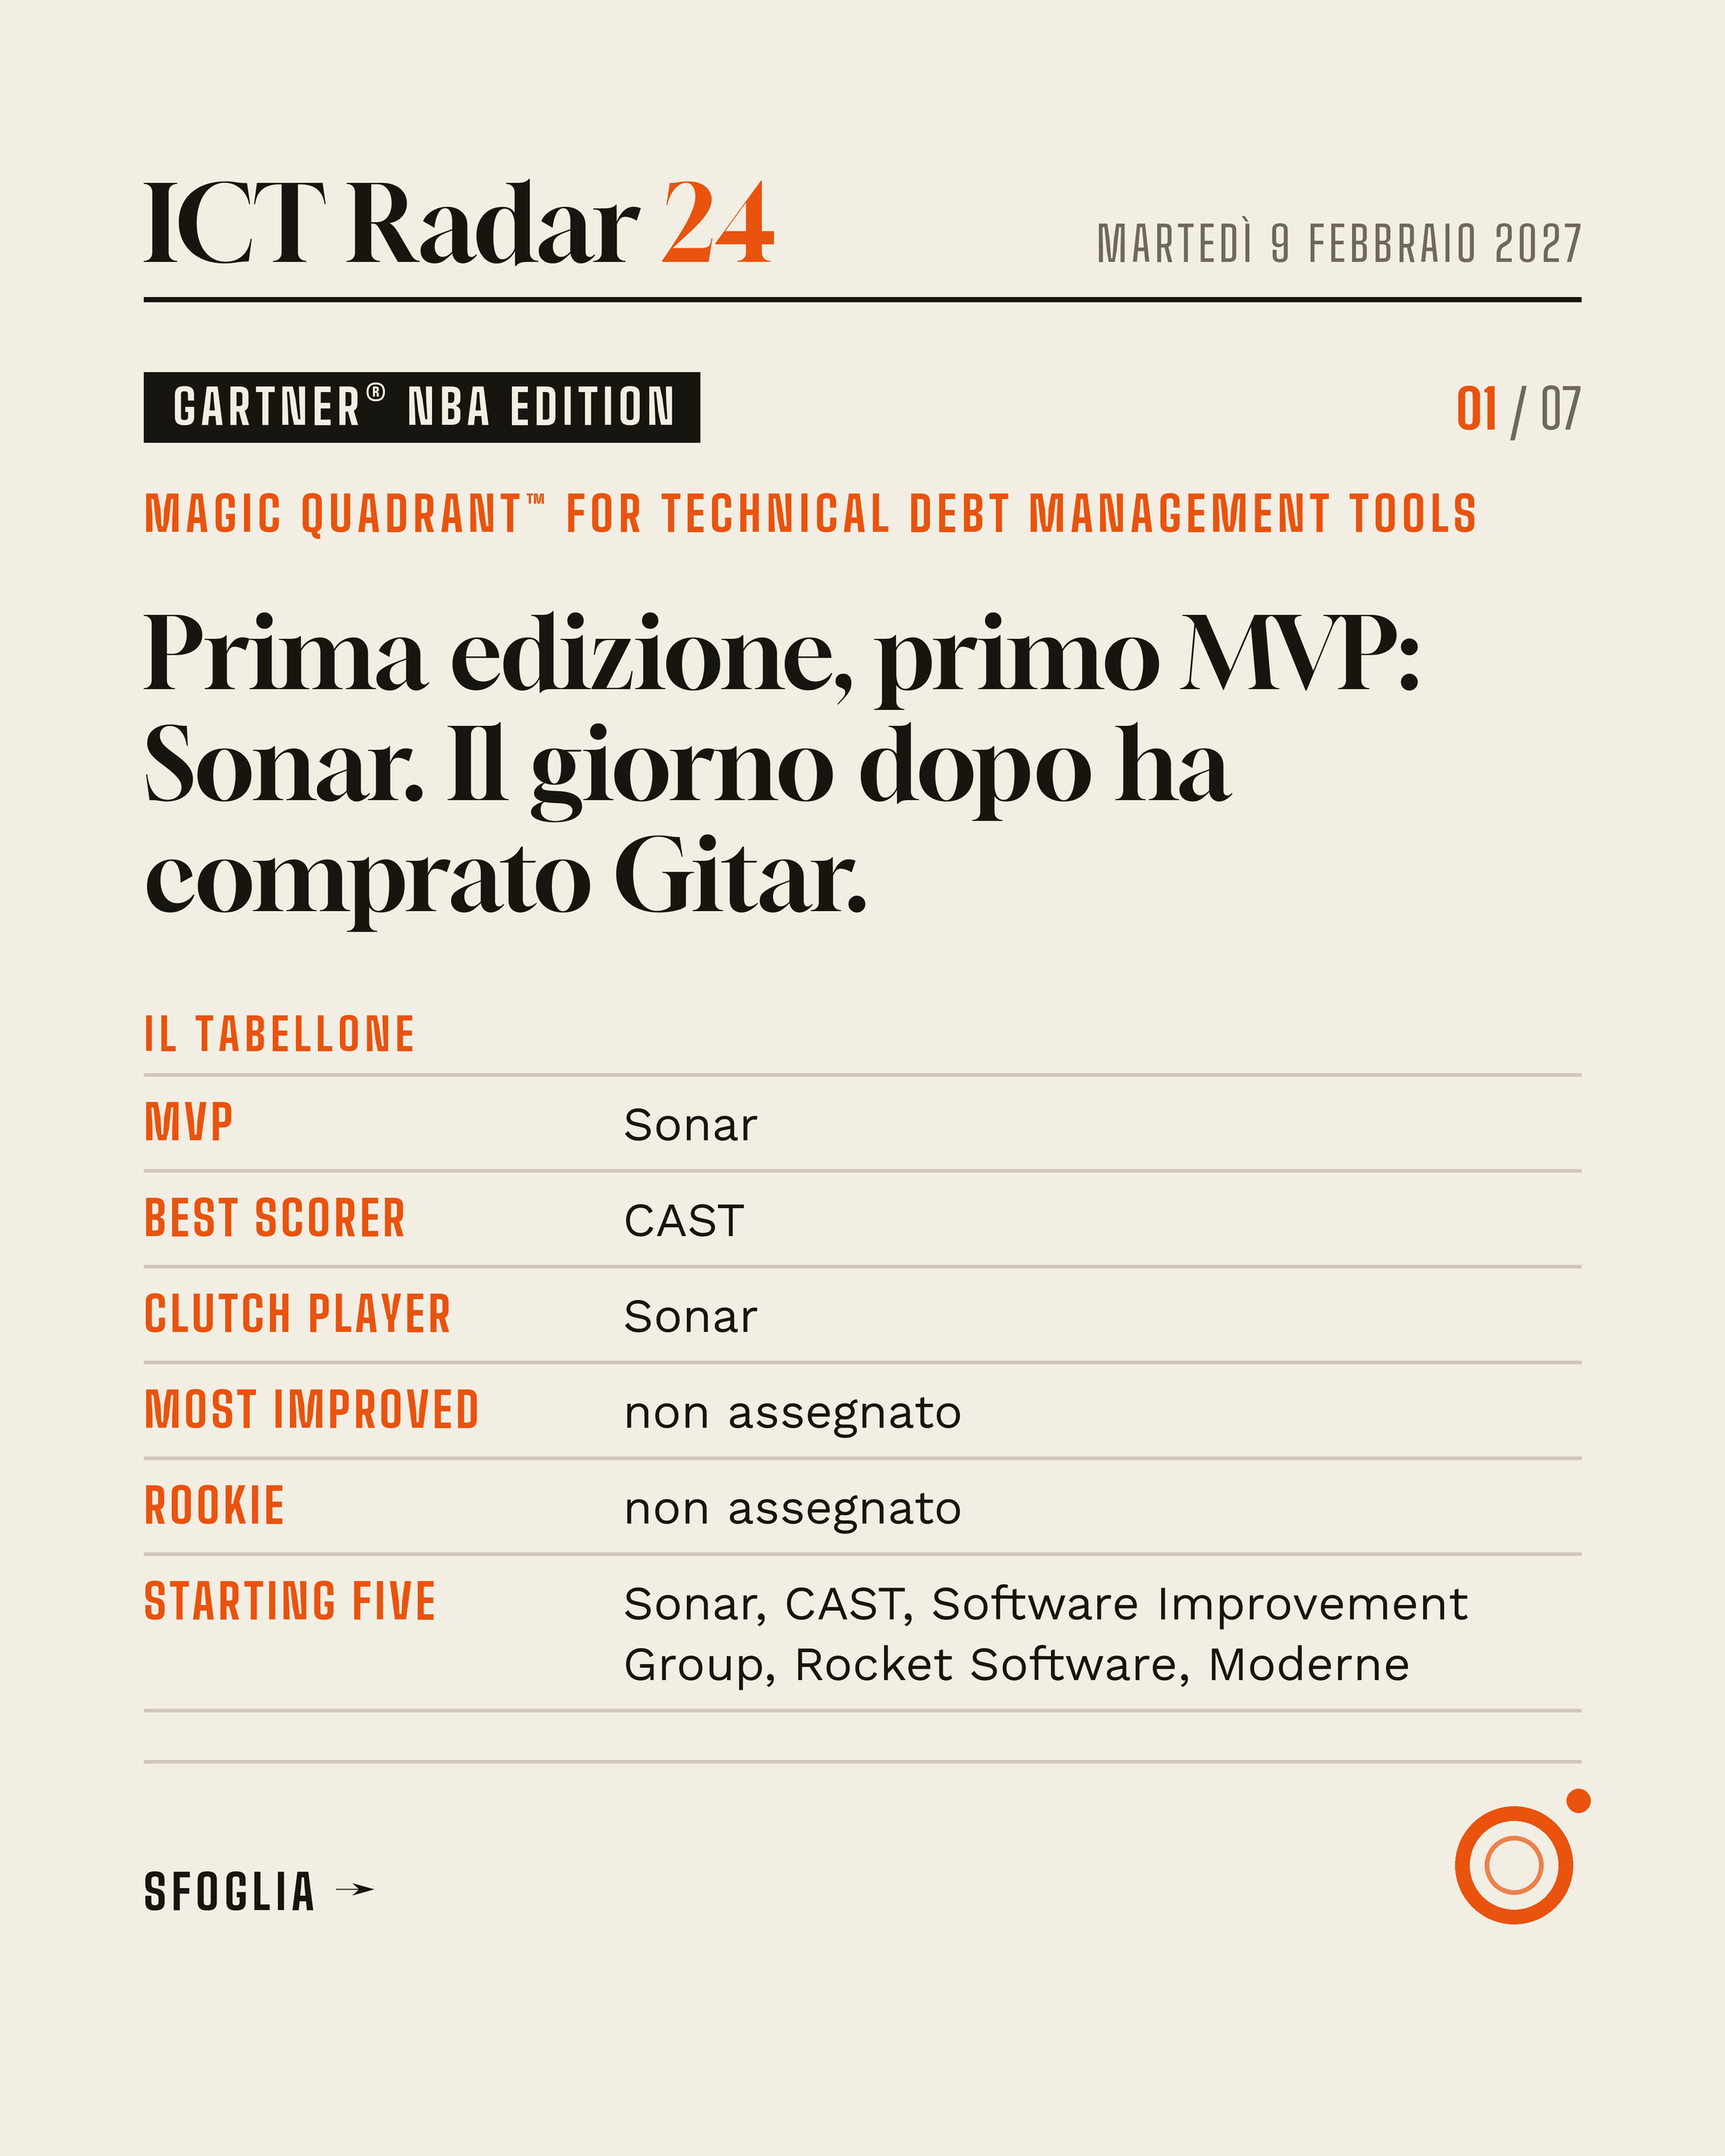 ICT Radar 24
MARTEDÌ 9 FEBBRAIO 2027
GARTNER® NBA EDITION
01 / 07
MAGIC QUADRANT™ FOR TECHNICAL DEBT MANAGEMENT TOOLS
Prima edizione, primo MVP:
Sonar. Il giorno dopo ha
comprato Gitar.
IL TABELLONE
MVP Sonar
BEST SCORER CAST
CLUTCH PLAYER Sonar
MOST IMPROVED non assegnato
ROOKIE non assegnato
STARTING FIVE Sonar, CAST, Software Improvement
Group, Rocket Software, Moderne
SFOGLIA →